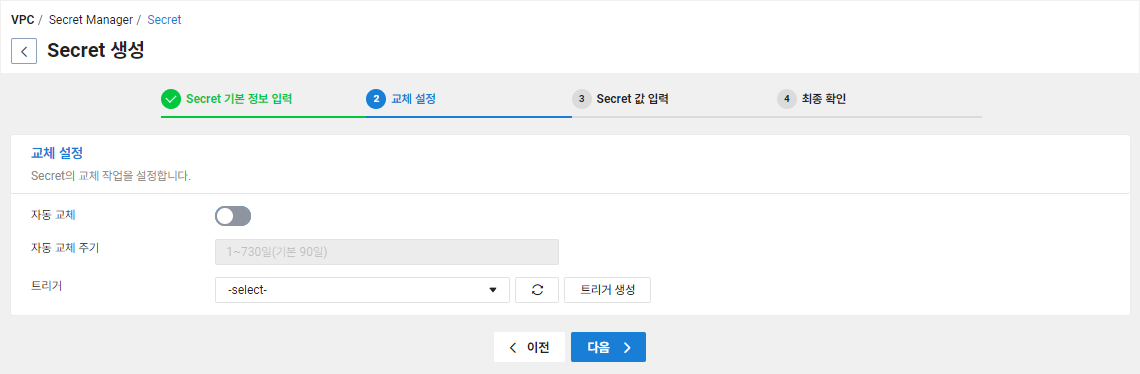 VPC / Secret Manager / Secret
Secret 생성
Secret 기본 정보 입력 2 교체 설정 3 Secret 값 입력 4 최종 확인
교체 설정
Secret의 교체 작업을 설정합니다.
자동 교체
자동 교체 주기 1~730일(기본 90일)
트리거 -select- 트리거 생성
이전 다음